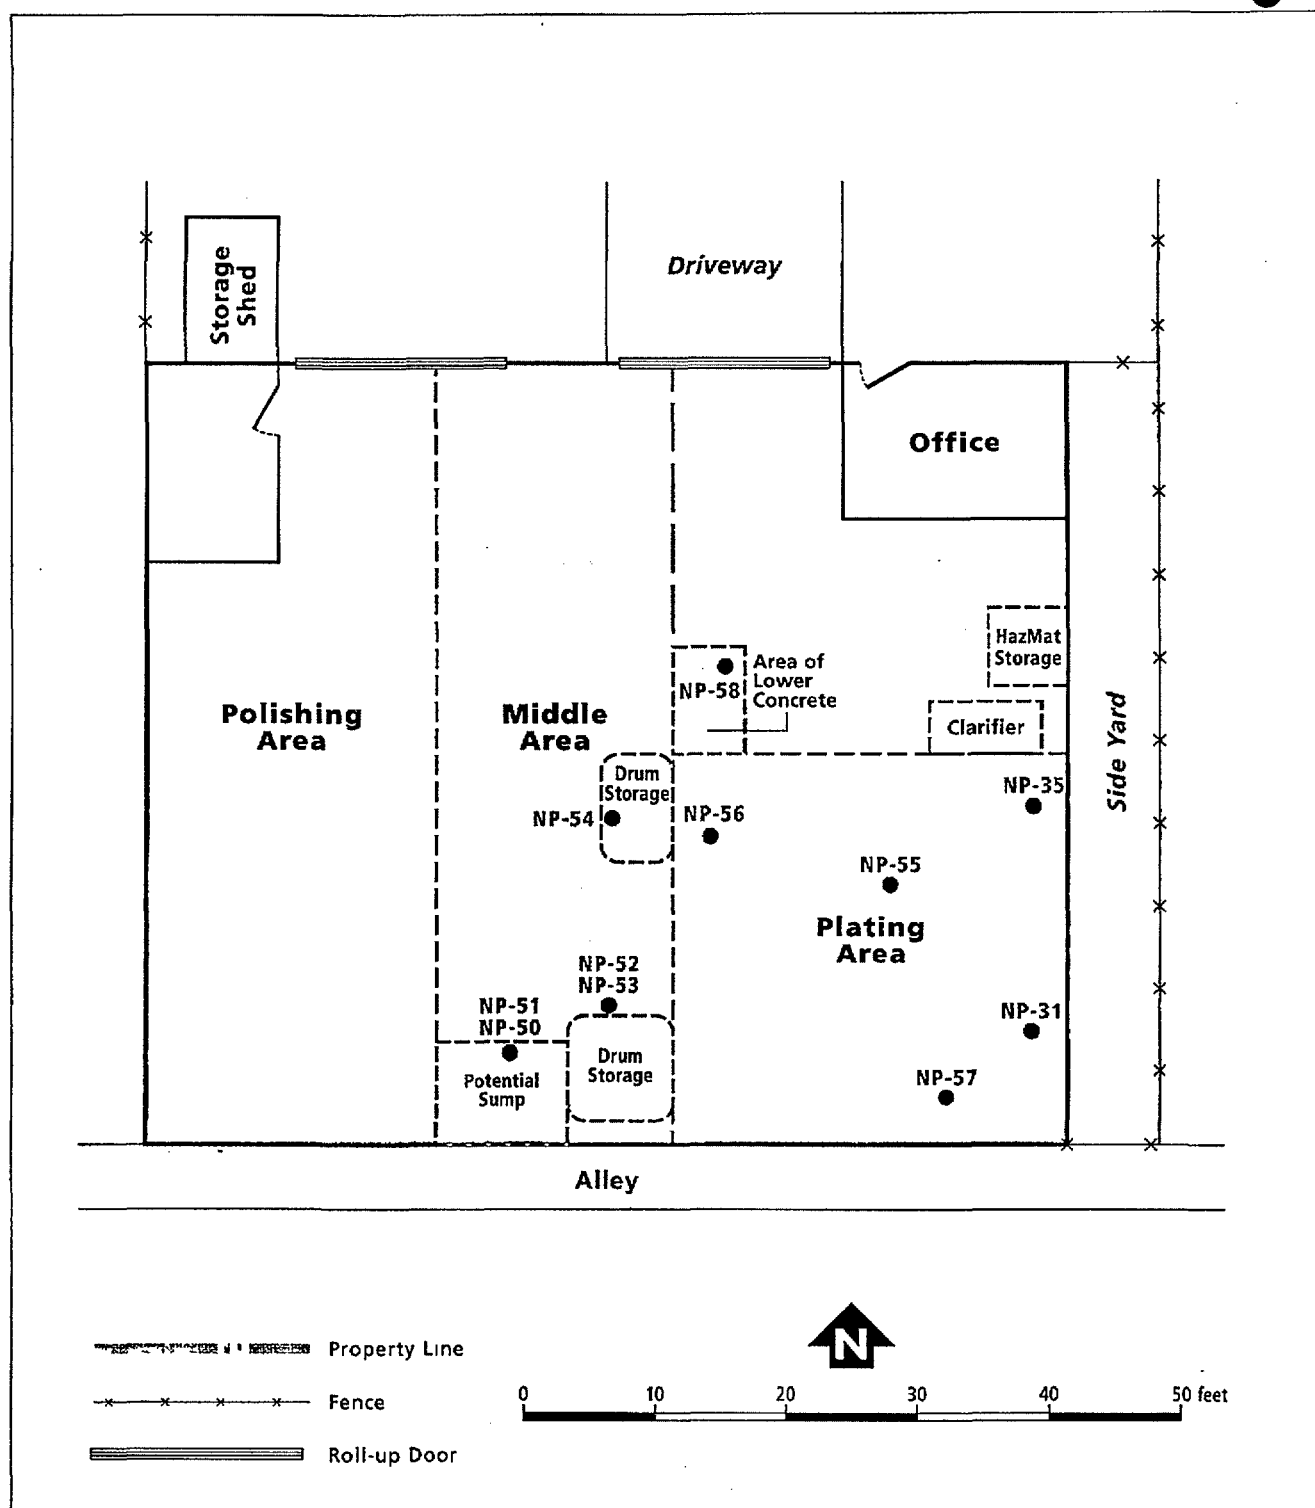 Storage
Shed
Driveway
Office
HazMat
Storage
Area of
Lower
Concrete
NP-58
Polishing
Area
Middle
Area
Clarifier
Side Yard
Drum
Storage
NP-35
NP-54
NP-56
NP-55
Plating
Area
NP-52
NP-53
NP-51
NP-50
NP-31
Drum
Storage
Potential
Sump
NP-57
Alley
N
Property Line
Fence
Roll-up Door
0 10 20 30 40 50 feet